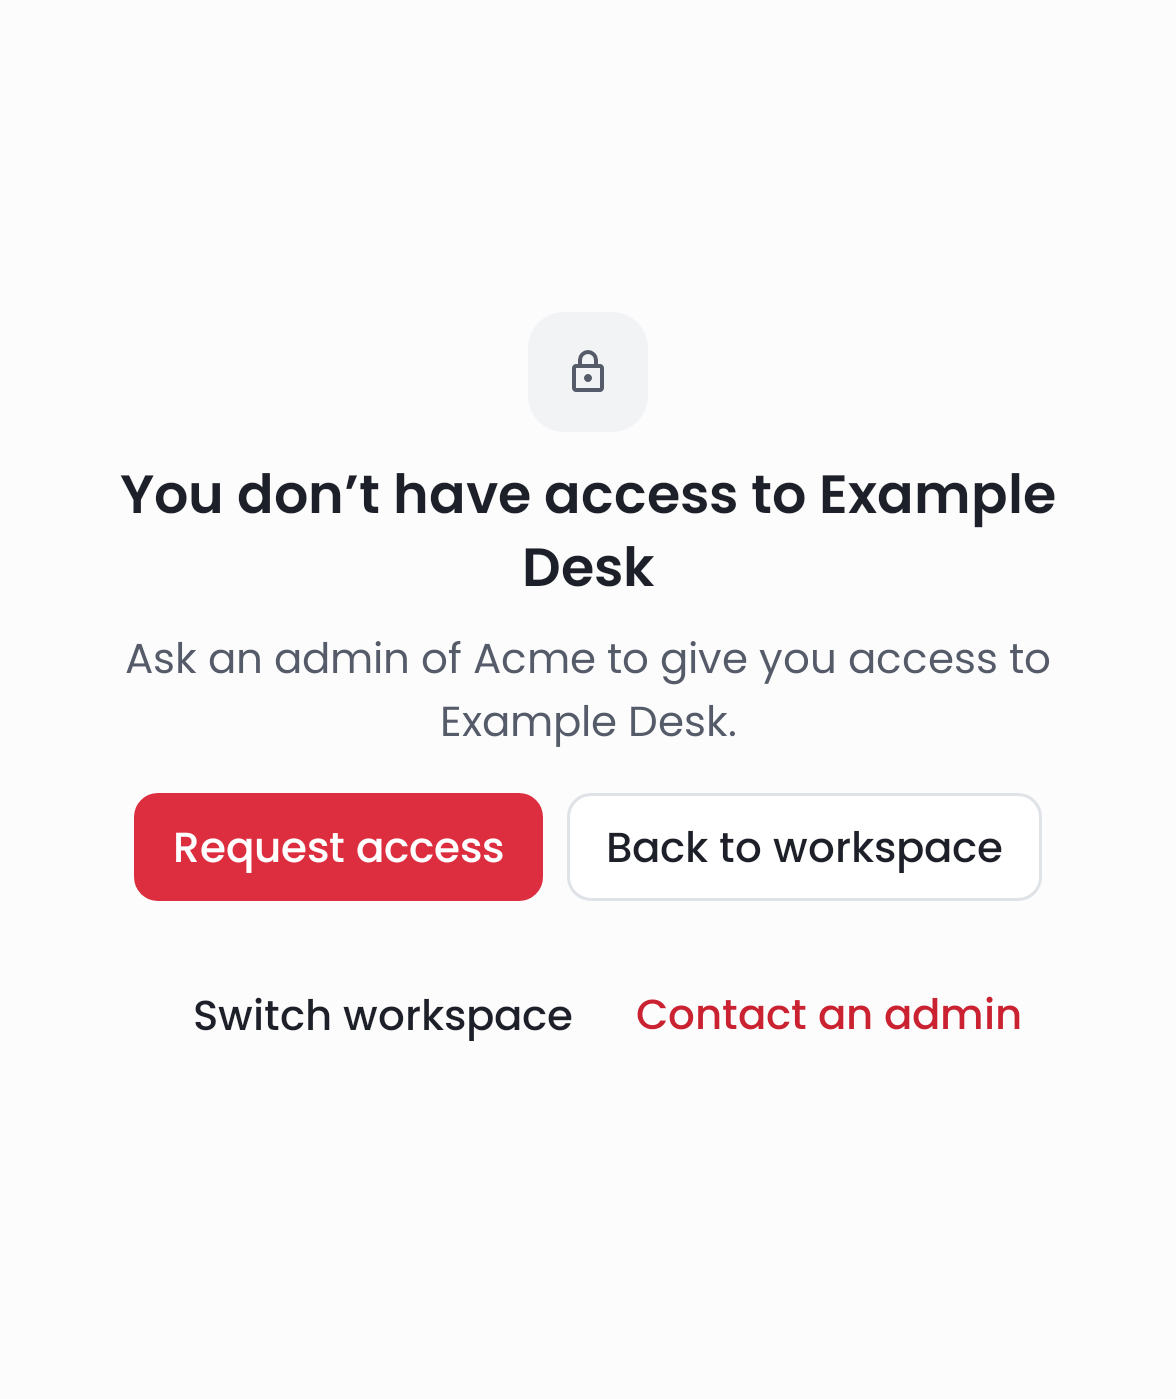 You don’t have access to Example
Desk
Ask an admin of Acme to give you access to
Example Desk.
Request access
Back to workspace
Switch workspace
Contact an admin